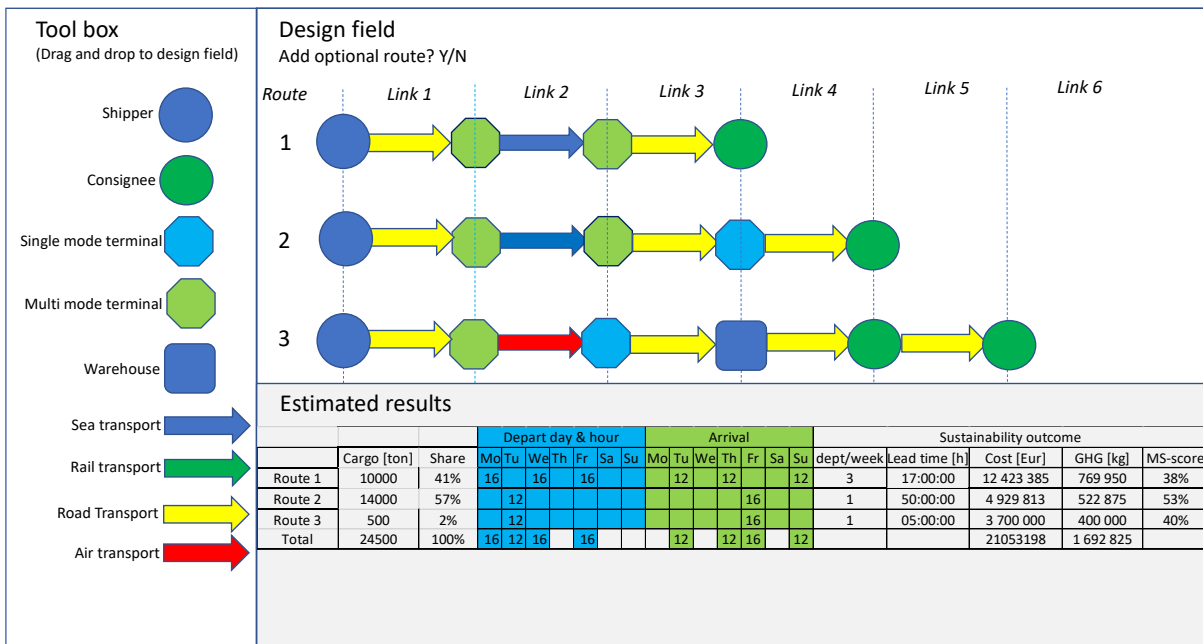 Tool box
(Drag and drop to design field)
Shipper
Consignee
Single mode terminal
Multi mode terminal
Warehouse
Sea transport
Rail transport
Road Transport
Air transport
Design field
Add optional route? Y/N
Route Link 1 Link 2 Link 3 Link 4 Link 5 Link 6
1
2
3
Estimated results
Depart day & hour Arrival Sustainability outcome
Cargo [ton] Share Mo Tu We Th Fr Sa Su Mo Tu We Th Fr Sa Su dept/week Lead time [h] Cost [Eur] GHG [kg] MS-score
Route 1 10000 41% 16 16 16 12 12 12 3 17:00:00 12 423 385 769 950 38%
Route 2 14000 57% 12 16 1 50:00:00 4 929 813 522 875 53%
Route 3 500 2% 12 16 1 05:00:00 3 700 000 400 000 40%
Total 24500 100% 16 12 16 16 12 12 16 12 21053198 1 692 825